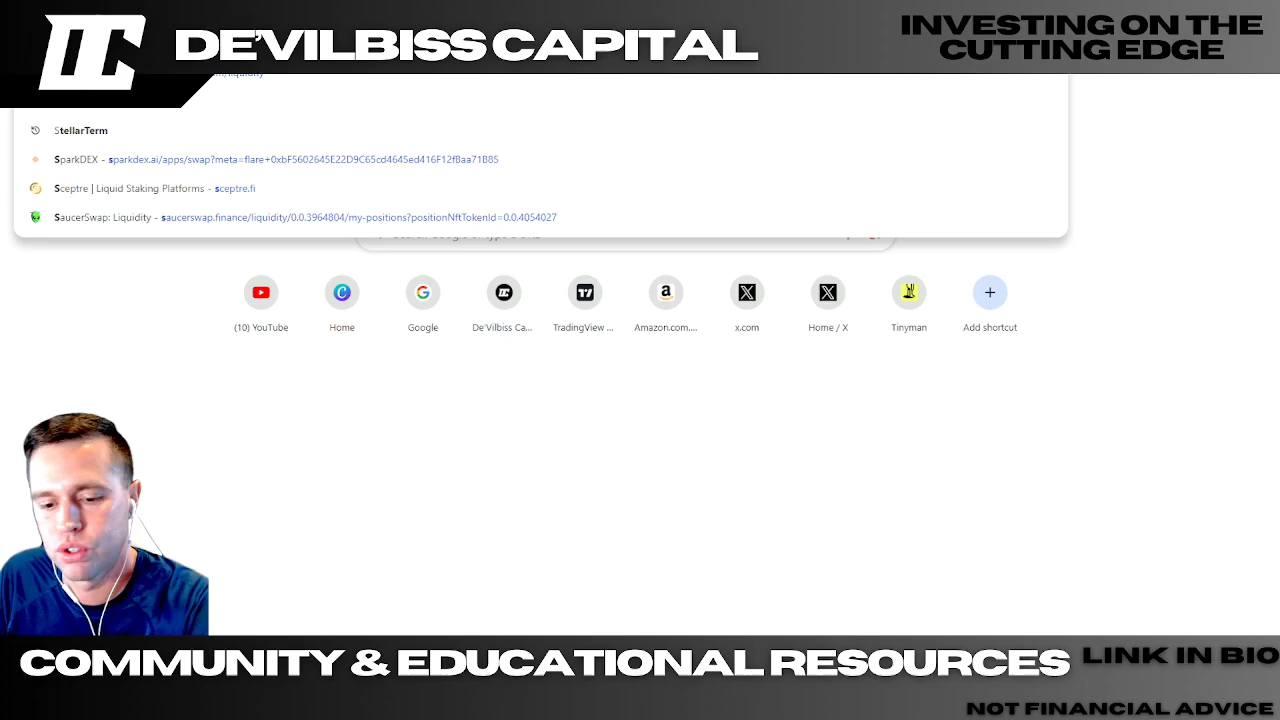 DE'VILBISS CAPITAL
INVESTING ON THE
CUTTING EDGE
/liquidity
StellarTerm
SparkDEX - sparkdex.ai/apps/swap?meta=flare+0xbF5602645E22D9C65cd4645ed416F12fBaa71B85
Sceptre | Liquid Staking Platforms - sceptre.fi
SaucerSwap: Liquidity - saucerswap.finance/liquidity/0.0.3964804/my-positions?positionNftTokenId=0.0.4054027
(10) YouTube
Home
Google
De'Vilbiss Ca...
TradingView ...
Amazon.com....
x.com
Home / X
Tinyman
Add shortcut
COMMUNITY & EDUCATIONAL RESOURCES
LINK IN BIO
NOT FINANCIAL ADVICE